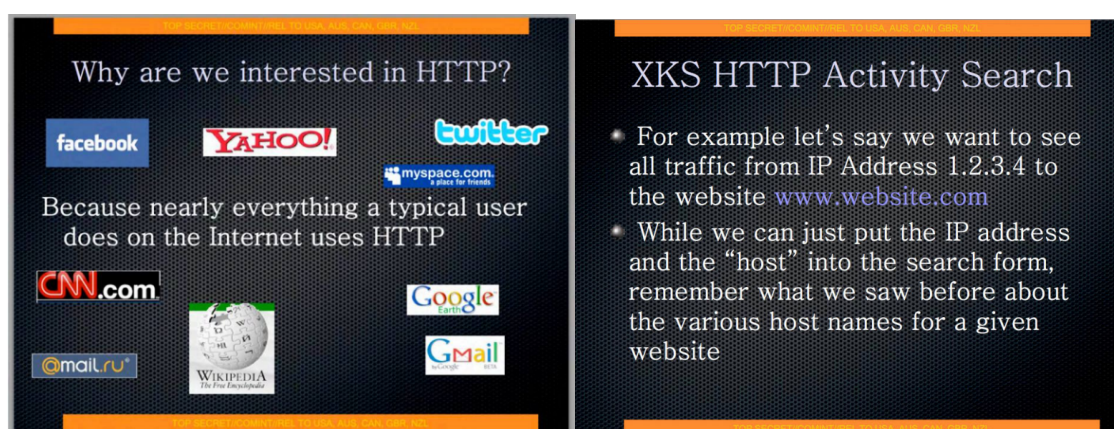 TOP SECRET//COMINT//REL TO USA, AUS, CAN, GBR, NZL
Why are we interested in HTTP?
facebook
YAHOO!
twitter
myspace.com
a place for friends
Because nearly everything a typical user
does on the Internet uses HTTP
CNN.com
Google
Earth
@mail.ru
WIKIPEDIA
The Free Encyclopedia
GMail
by Google BETA
TOP SECRET//COMINT//REL TO USA, AUS, CAN, GBR, NZL
TOP SECRET//COMINT//REL TO USA, AUS, CAN, GBR, NZL
XKS HTTP Activity Search
For example let's say we want to see
all traffic from IP Address 1.2.3.4 to
the website www.website.com
While we can just put the IP address
and the “host” into the search form,
remember what we saw before about
the various host names for a given
website
TOP SECRET//COMINT//REL TO USA, AUS, CAN, GBR, NZL